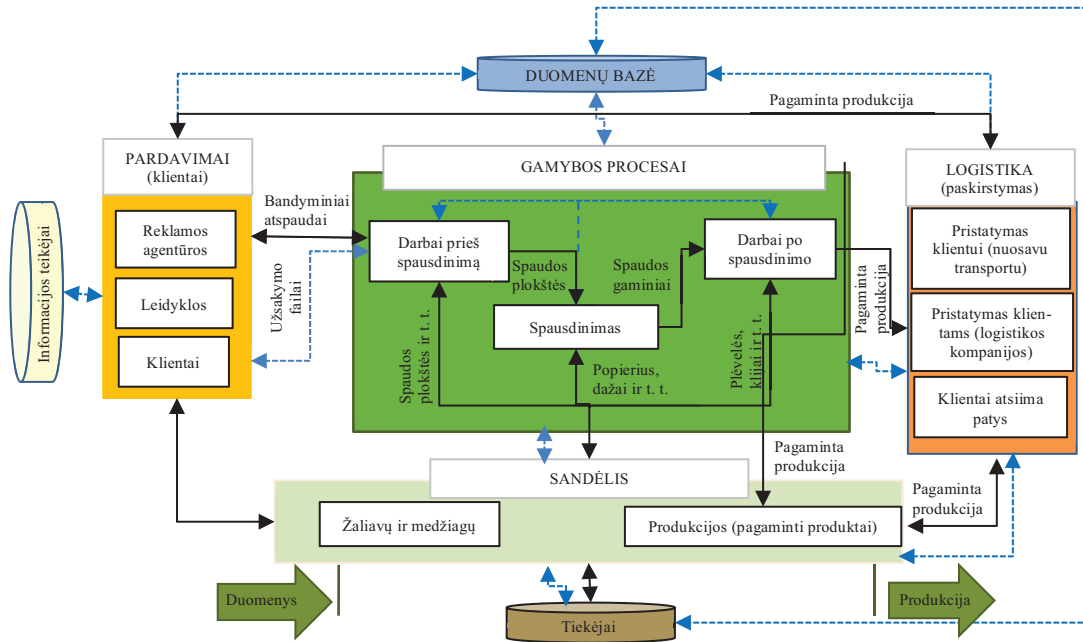 DUOMENŲ BAZĖ
Pagaminta produkcija
PARDAVIMAI
(klientai)
GAMYBOS PROCESAI
LOGISTIKA
(paskirstymas)
Informacijos teikėjai
Reklamos
agentūros
Leidyklos
Klientai
Bandyminiai
atspaudai
Užsakymo
failai
Darbai prieš
spausdinimą
Spaudos
plokštės
Spausdinimas
Spaudos
gaminiai
Darbai po
spausdinimo
Spaudos
plokštės ir t. t.
Popierius,
dažai ir t. t.
Plėvelės,
klijai ir t. t.
Pagaminta
produkcija
Pristatymas
klientui (nuosavu
transportu)
Pristatymas klien-
tams (logistikos
kompanijos)
Klientai atsiima
patys
Pagaminta
produkcija
SANDĖLIS
Pagaminta
produkcija
Žaliavų ir medžiagų
Produkcijos (pagaminti produktai)
Duomenys
Tiekėjai
Produkcija